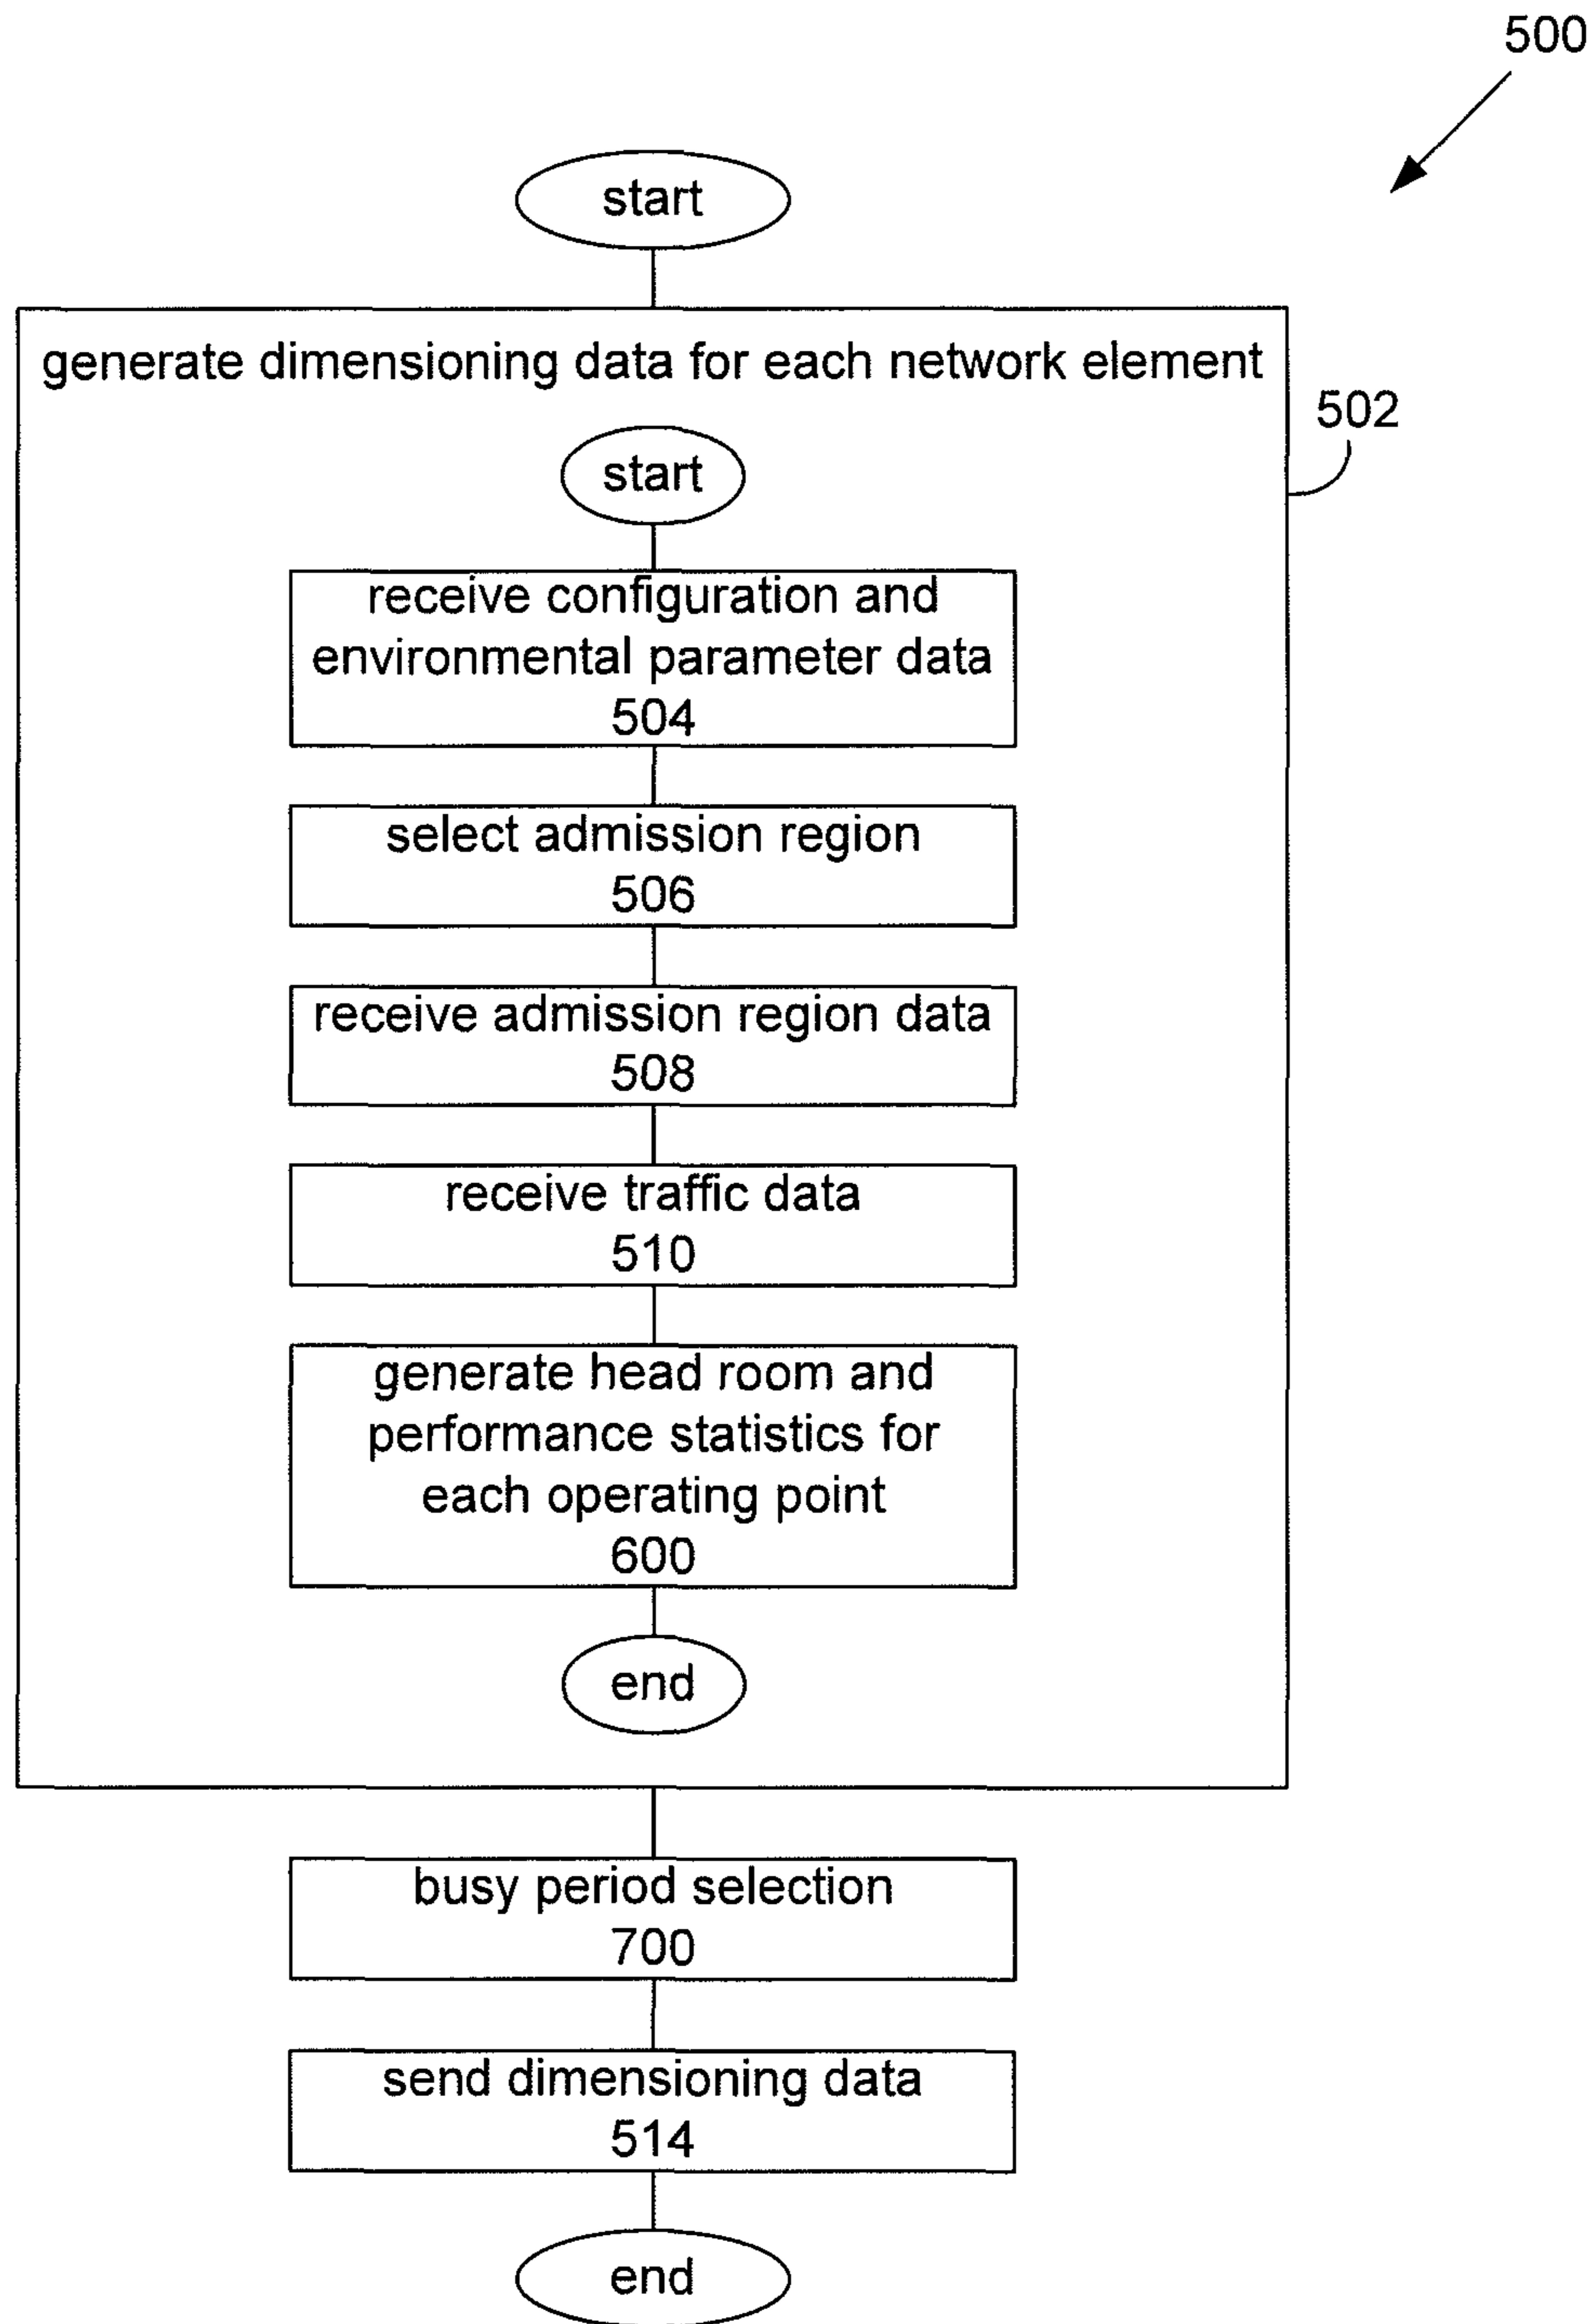 500
start
generate dimensioning data for each network element
502
start
receive configuration and
environmental parameter data
504
select admission region
506
receive admission region data
508
receive traffic data
510
generate head room and
performance statistics for
each operating point
600
end
busy period selection
700
send dimensioning data
514
end